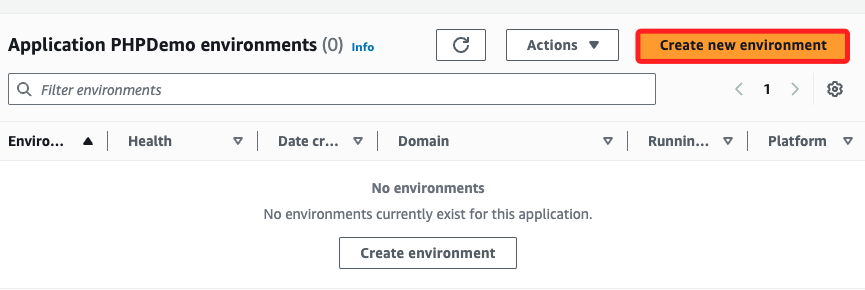 Application PHPDemo environments (0) Info Actions Create new environment
Filter environments 1
Enviro... Health Date cr... Domain Runnin... Platform
No environments
No environments currently exist for this application.
Create environment